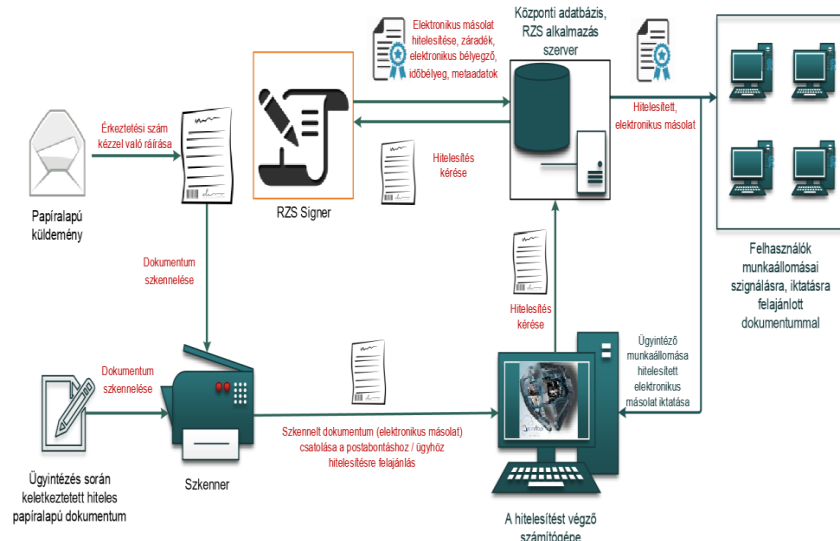 Elektronikus másolat
hitelesítése, záradék,
elektronikus bélyegző,
időbélyeg, metaadatok
Központi adatbázis,
RZS alkalmazás
szerver
Érkeztetési szám
kézzel való ráírása
Hitelesítés
kérése
Hitelesített,
elektronikus másolat
Papíralapú
küldemény
RZS Signer
Felhasználók
munkaállomásai
szignálásra, iktatásra
felajánlott
dokumentummal
Dokumentum
szkennelése
Hitelesítés
kérése
Ügyintéző
munkaállomása
hitelesített
elektronikus
másolat iktatása
Dokumentum
szkennelése
Szkennelt dokumentum (elektronikus másolat)
csatolása a postabontáshoz / ügyhöz
hitelesítésre felajánlás
Ügyintézés során
keletkeztetett hiteles
papíralapú dokumentum
Szkenner
A hitelesítést végző
számítógépe